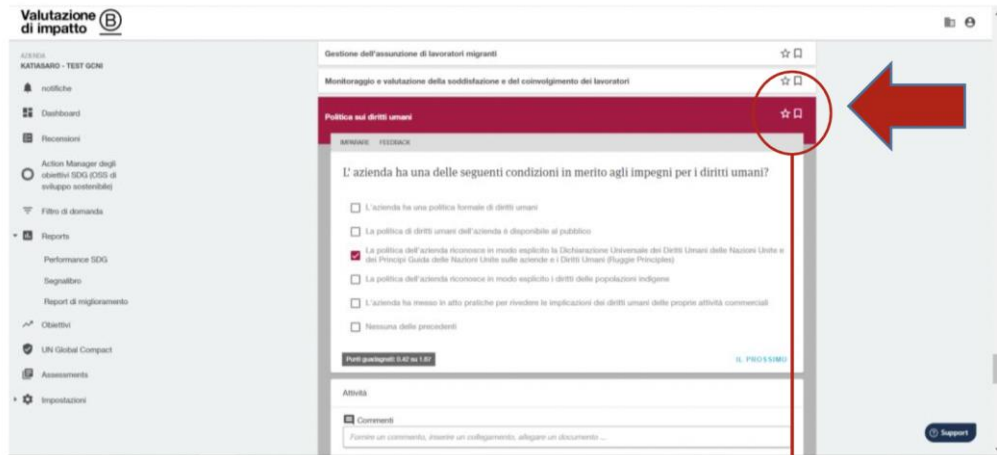 Valutazione
di impatto B
AZIENDA
KATIASARO - TEST GCNI
notifiche
Dashboard
Recensioni
Action Manager degli
obiettivi SDG (OSS di
sviluppo sostenibile)
Filtro di domanda
Reports
Performance SDG
Segnalibro
Report di miglioramento
Obiettivi
UN Global Compact
Assessments
Impostazioni
Gestione dell'assunzione di lavoratori migranti
Monitoraggio e valutazione della soddisfazione e del coinvolgimento dei lavoratori
Politica sui diritti umani
IMPARARE FEEDBACK
L' azienda ha una delle seguenti condizioni in merito agli impegni per i diritti umani?
L'azienda ha una politica formale di diritti umani
La politica di diritti umani dell'azienda è disponibile al pubblico
La politica dell'azienda riconosce in modo esplicito la Dichiarazione Universale dei Diritti Umani delle Nazioni Unite e
dei Principi Guida delle Nazioni Unite sulle aziende e i Diritti Umani (Ruggie Principles)
La politica dell'azienda riconosce in modo esplicito i diritti delle popolazioni indigene
L'azienda ha messo in atto pratiche per rivedere le implicazioni dei diritti umani delle proprie attività commerciali
Nessuna delle precedenti
Punti guadagnati: 0.42 su 1.67
IL PROSSIMO
Attività
Commenti
Fornire un commento, inserire un collegamento, allegare un documento ...
Support